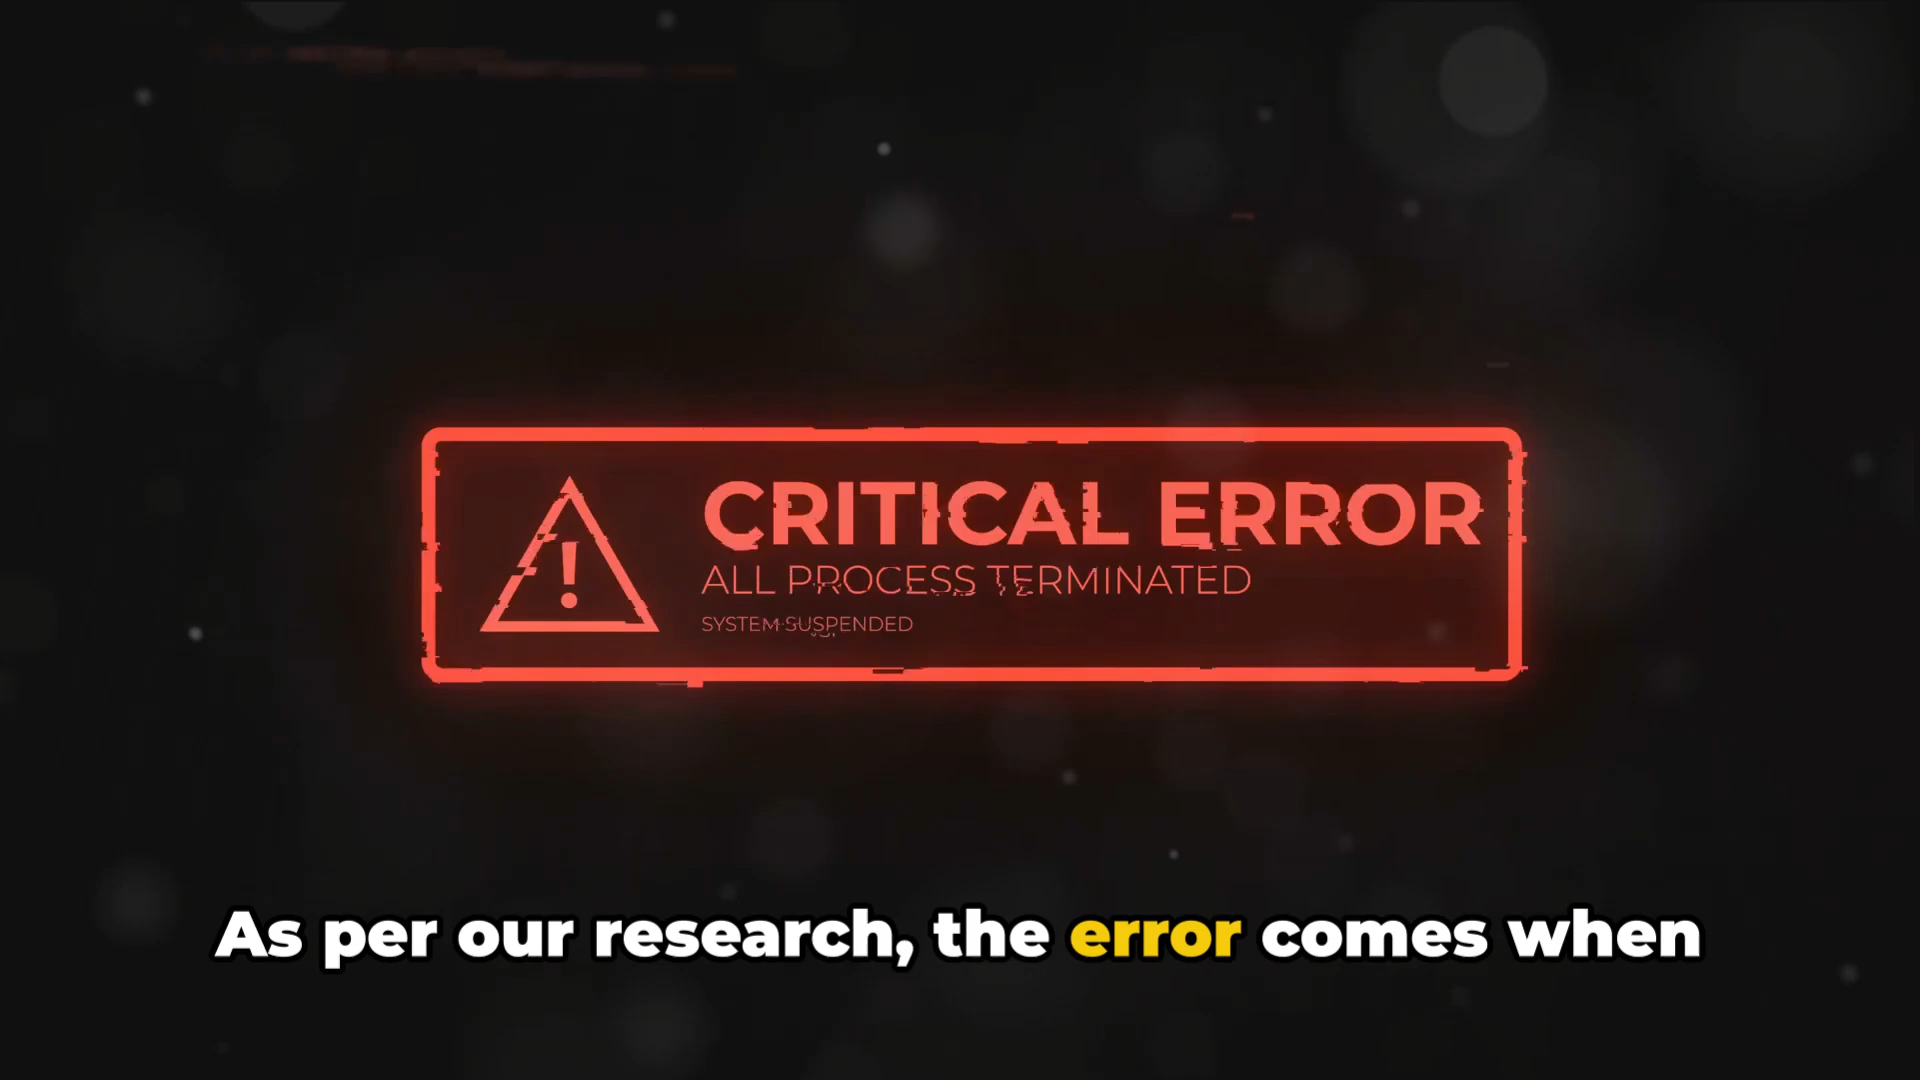 CRITICAL ERROR
ALL PROCESS TERMINATED
SYSTEM SUSPENDED
!
As per our research, the error comes when